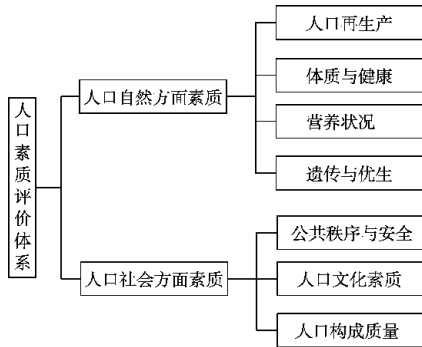 人口素质评价体系
人口自然方面素质
人口再生产
体质与健康
营养状况
遗传与优生
人口社会方面素质
公共秩序与安全
人口文化素质
人口构成质量